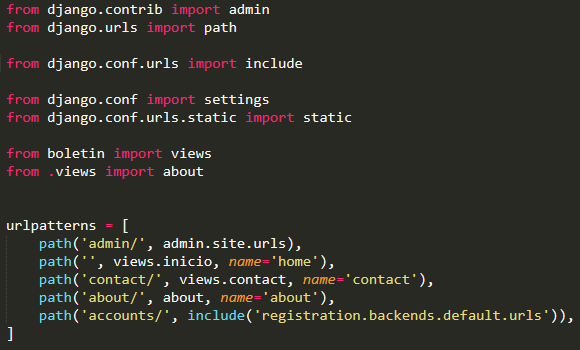 from django.contrib import admin
from django.urls import path
from django.conf.urls import include
from django.conf import settings
from django.conf.urls.static import static
from boletin import views
from .views import about
urlpatterns = [
    path('admin/', admin.site.urls),
    path('', views.inicio, name='home'),
    path('contact/', views.contact, name='contact'),
    path('about/', about, name='about'),
    path('accounts/', include('registration.backends.default.urls')),
]